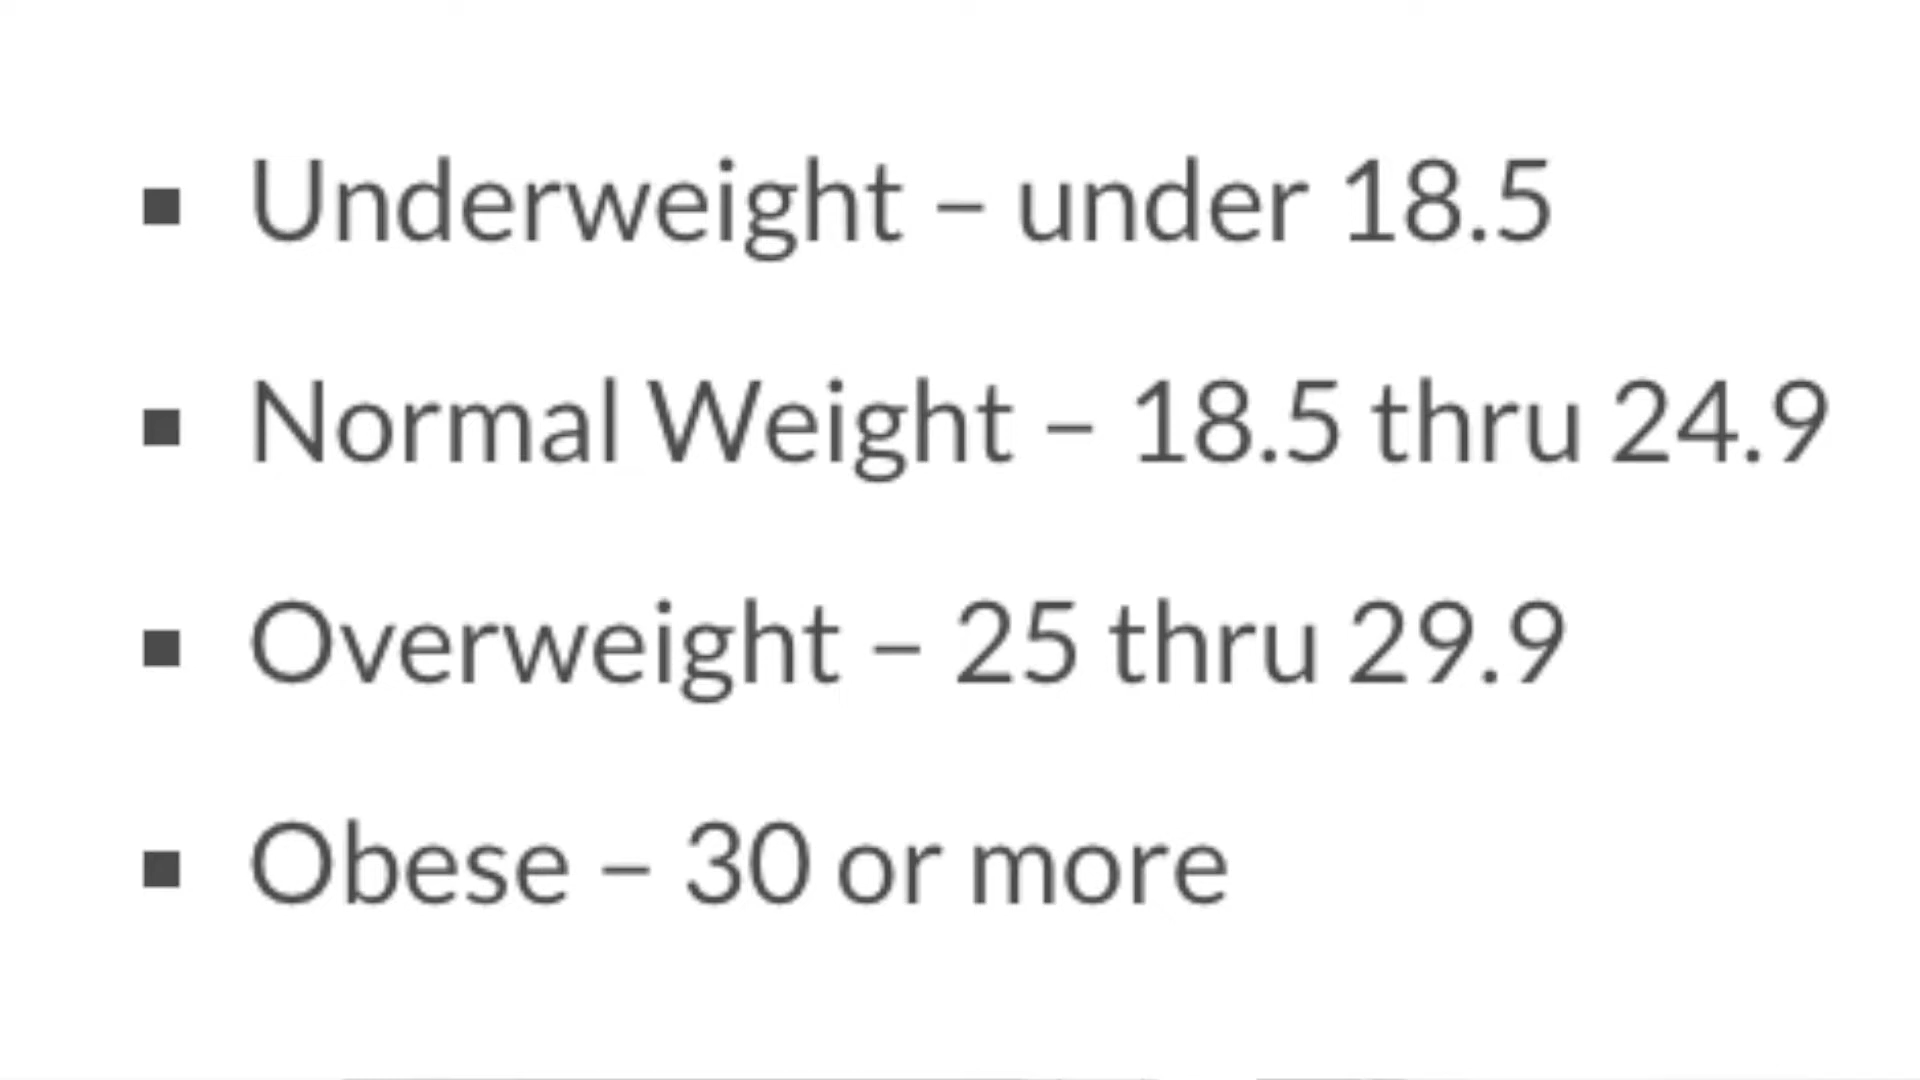 ▪ Underweight – under 18.5
▪ Normal Weight – 18.5 thru 24.9
▪ Overweight – 25 thru 29.9
▪ Obese – 30 or more